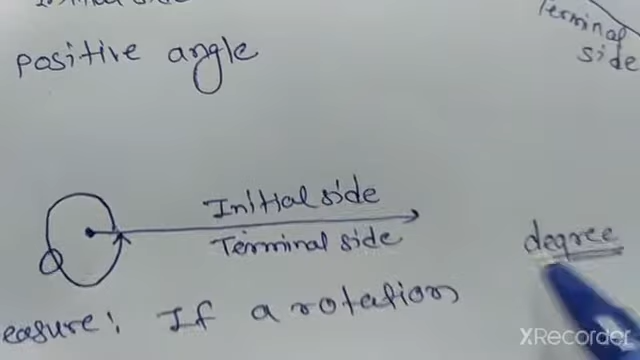 Terminal
side
positive angle
Initial side
Terminal side
degree
easure: If a rotation
XRecorder